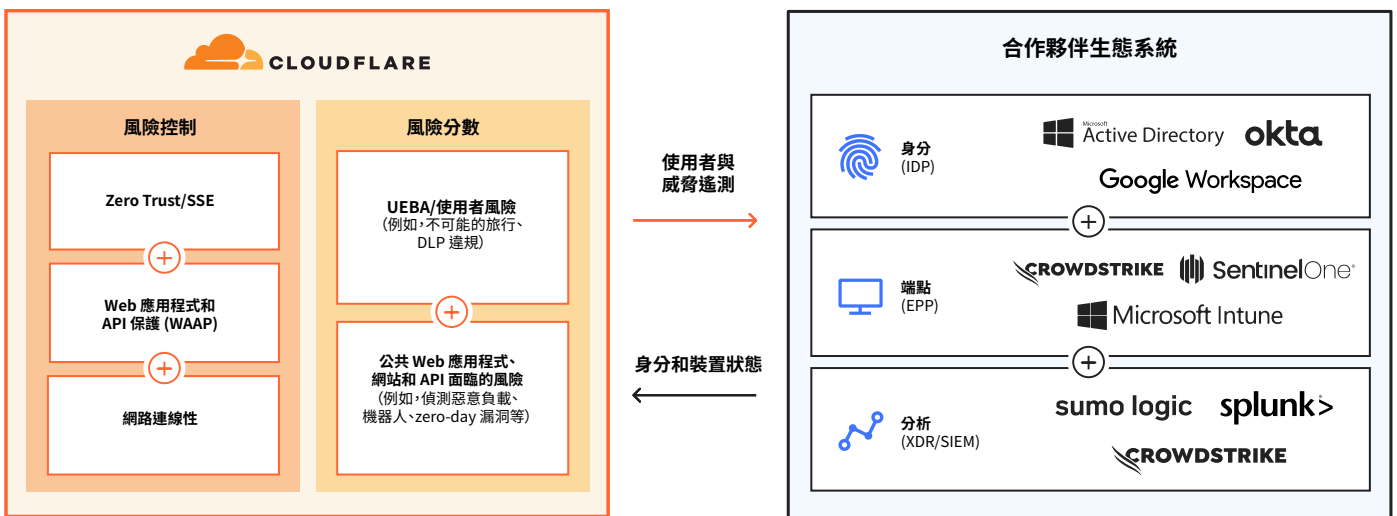 CLOUDFLARE
風險控制
Zero Trust/SSE
Web 應用程式和
API 保護 (WAAP)
網路連線性
風險分數
UEBA/使用者風險
(例如,不可能的旅行、
DLP 違規)
公共 Web 應用程式、
網站和 API 面臨的風險
(例如,偵測惡意負載、
機器人、zero-day 漏洞等)
使用者與
威脅遙測
身分和裝置狀態
合作夥伴生態系統
身分
(IDP)
Microsoft
Active Directory
okta
Google Workspace
端點
(EPP)
CROWDSTRIKE
SentinelOne
Microsoft Intune
分析
(XDR/SIEM)
sumo logic
splunk>
CROWDSTRIKE